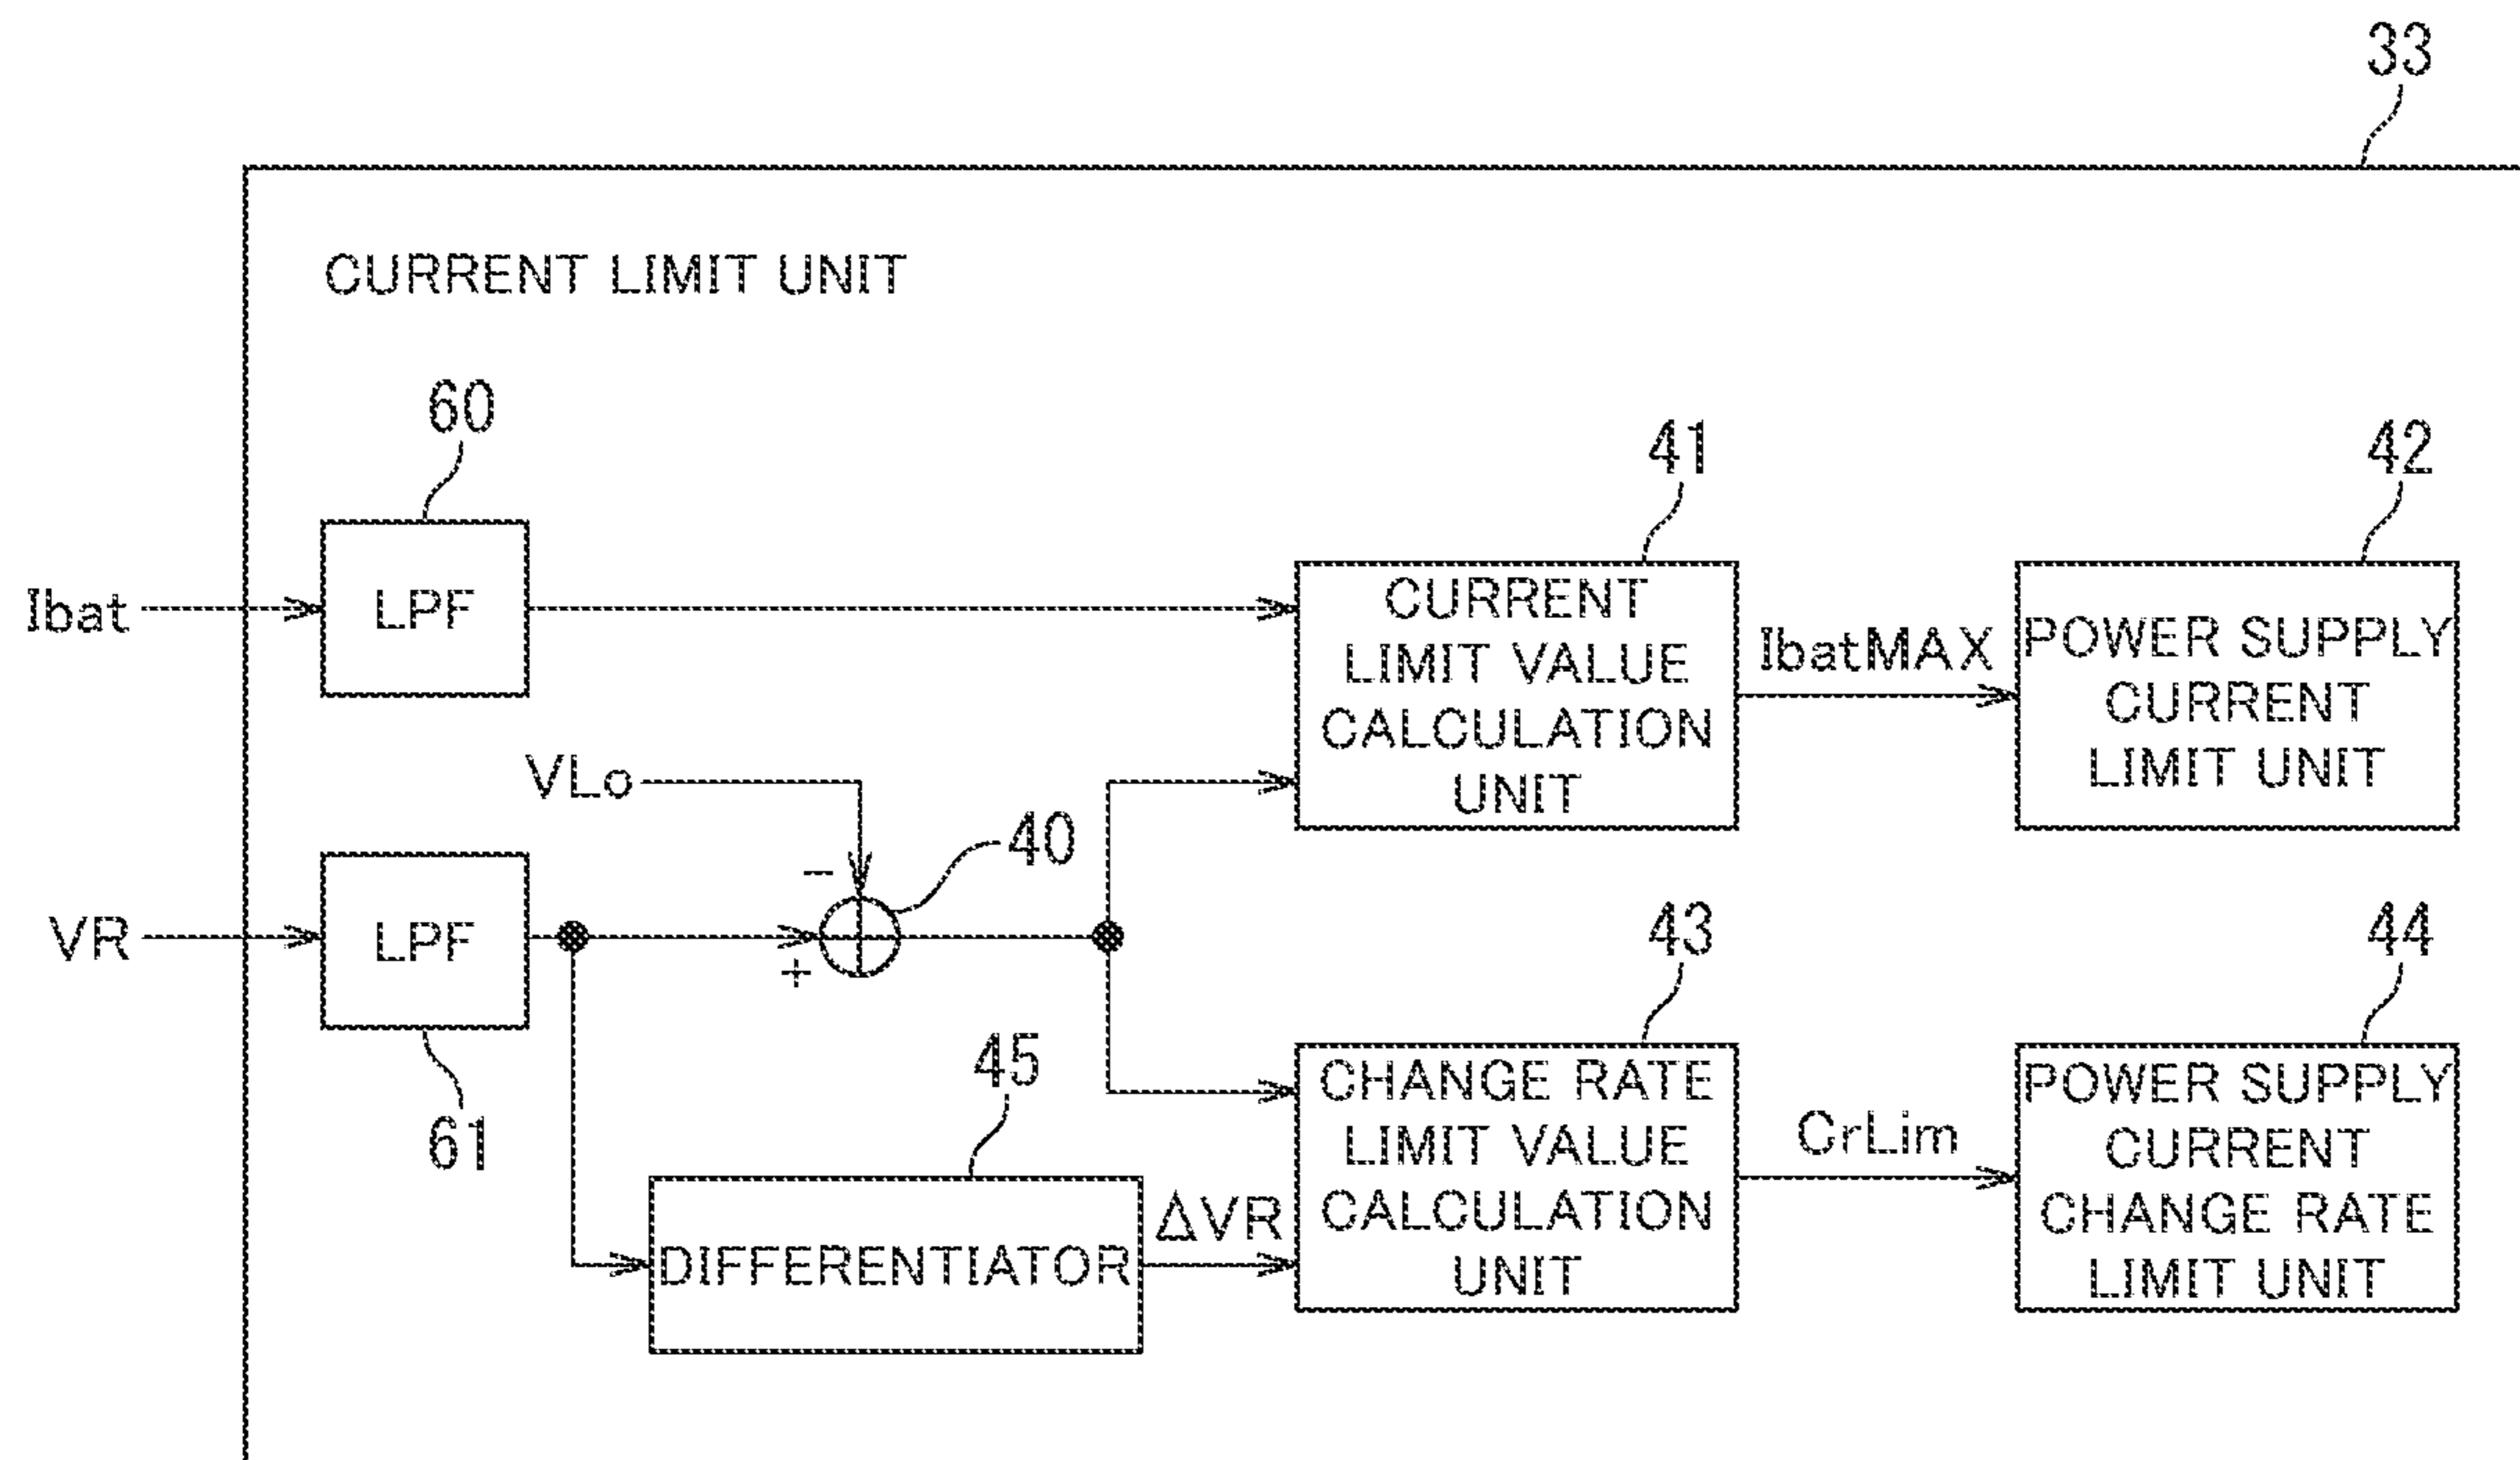 33
CURRENT LIMIT UNIT
60
41
42
Ibat
LPF
CURRENT
LIMIT VALUE
CALCULATION
UNIT
IbatMAX
POWER SUPPLY
CURRENT
LIMIT UNIT
VLo
40
−
+
VR
LPF
61
43
44
45
DIFFERENTIATOR
ΔVR
CHANGE RATE
LIMIT VALUE
CALCULATION
UNIT
CrLim
POWER SUPPLY
CURRENT
CHANGE RATE
LIMIT UNIT